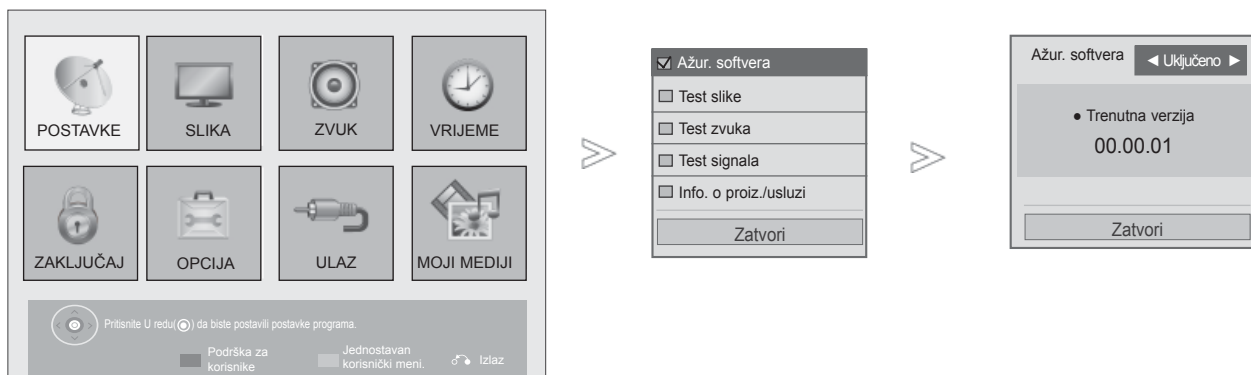 POSTAVKE
SLIKA
ZVUK
VRIJEME
ZAKLJUČAJ
OPCIJA
ULAZ
MOJI MEDIJI
Pritisnite U redu( ) da biste postavili postavke programa.
Podrška za
korisnike
Jednostavan
korisnički meni.
Izlaz
Ažur. softvera
Test slike
Test zvuka
Test signala
Info. o proiz./usluzi
Zatvori
Ažur. softvera
◄ Uključeno ►
● Trenutna verzija
00.00.01
Zatvori